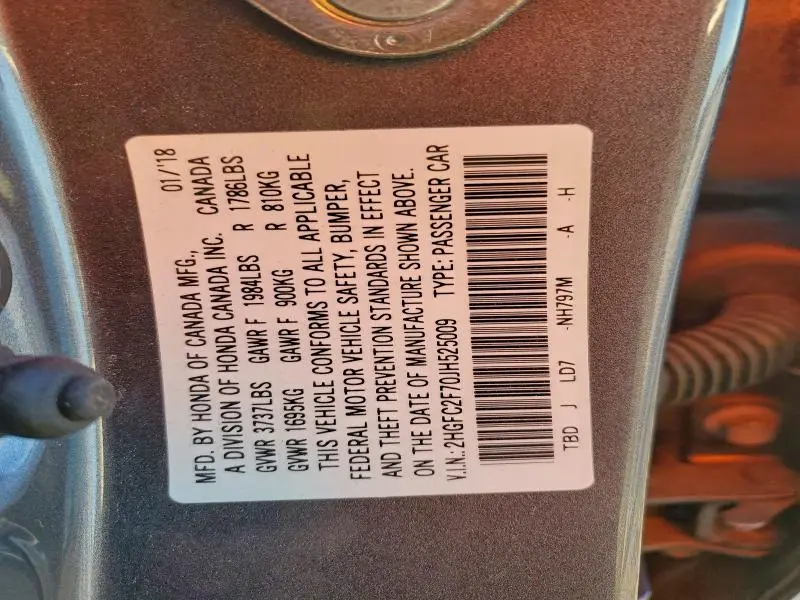 MFD. BY HONDA OF CANADA MFG., 01/'18
A DIVISION OF HONDA CANADA INC. CANADA
GVWR 3737LBS GAWR F 1984LBS R 1786LBS
GVWR 1695KG GAWR F 900KG R 810KG
THIS VEHICLE CONFORMS TO ALL APPLICABLE
FEDERAL MOTOR VEHICLE SAFETY, BUMPER,
AND THEFT PREVENTION STANDARDS IN EFFECT
ON THE DATE OF MANUFACTURE SHOWN ABOVE.
V.I.N.: 2HGFC2F70JH525009 TYPE: PASSENGER CAR
TBD J LD7 -NH797M -A -H